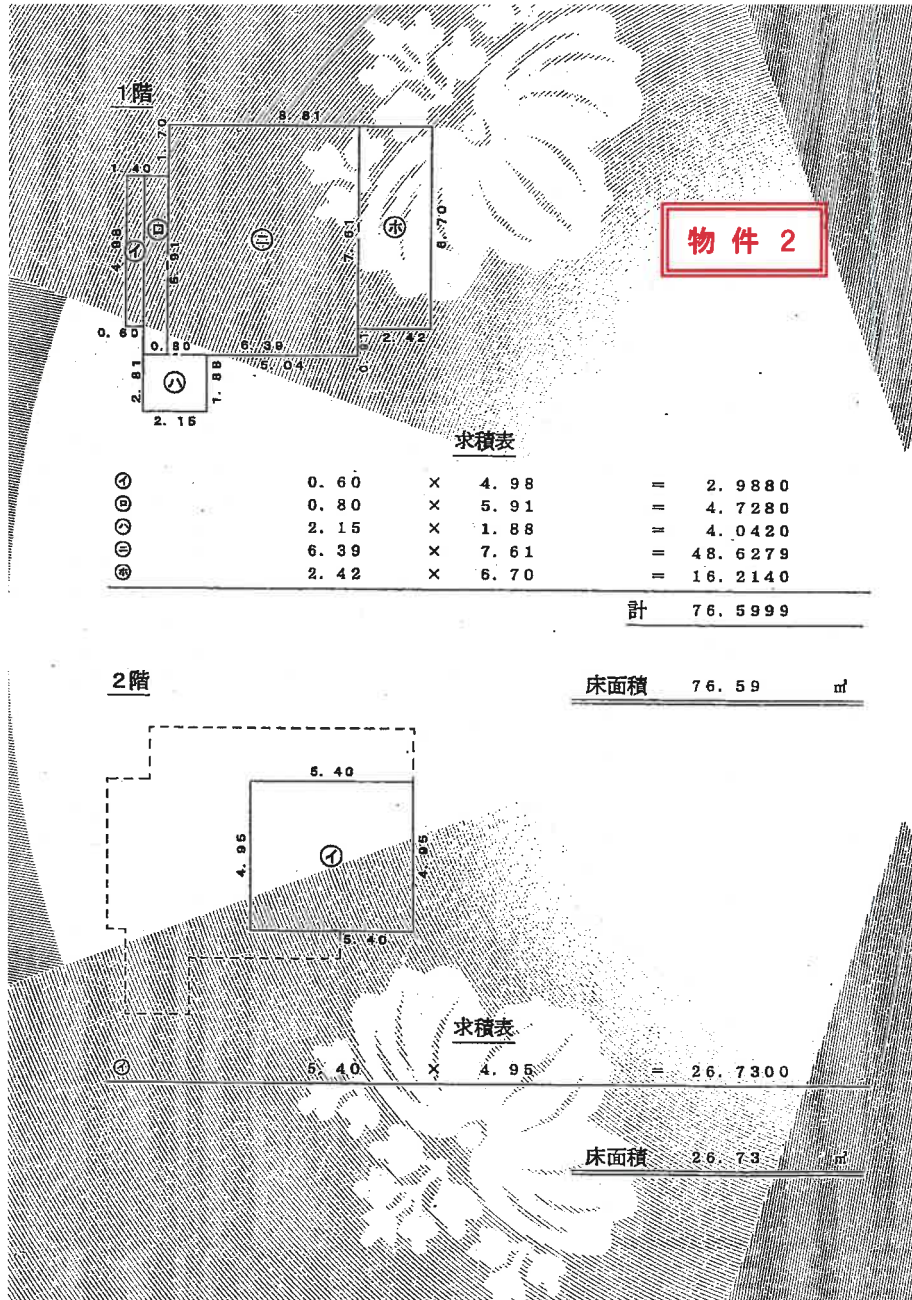 1階
8. 81
1. 70
1. 40
ロ
ニ
ホ
イ
4. 98
5. 91
7. 61
6. 70
物件2
0. 60
0. 80
6. 39
5. 04
0. 91
2. 42
2. 81
ハ
1. 88
2. 15
求積表
イ 0. 60 × 4. 98 = 2. 9880
ロ 0. 80 × 5. 91 = 4. 7280
ハ 2. 15 × 1. 88 = 4. 0420
ニ 6. 39 × 7. 61 = 48. 6279
ホ 2. 42 × 6. 70 = 16. 2140
計 76. 5999
2階
床面積 76. 59 ㎡
5. 40
4. 95
イ
4. 95
5. 40
求積表
イ 5. 40 × 4. 95 = 26. 7300
床面積 26. 73 ㎡